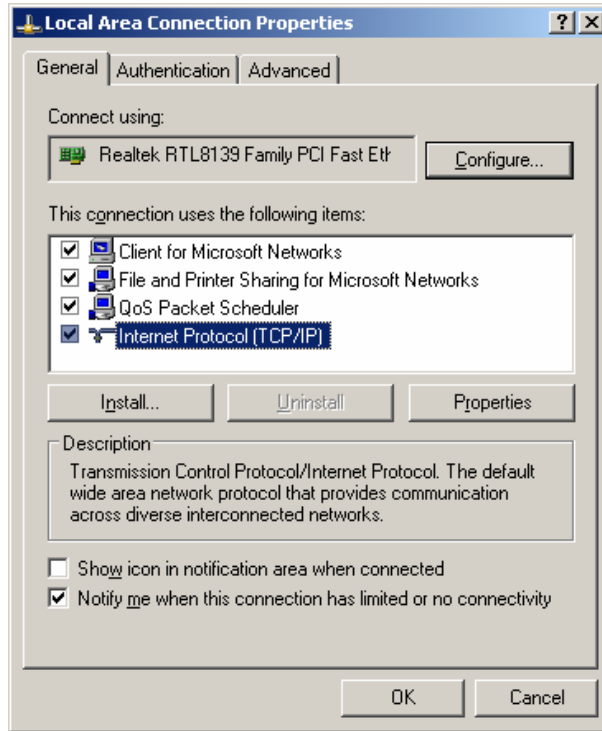 Local Area Connection Properties
General Authentication Advanced
Connect using:
Realtek RTL8139 Family PCI Fast Eth
Configure...
This connection uses the following items:
Client for Microsoft Networks
File and Printer Sharing for Microsoft Networks
QoS Packet Scheduler
Internet Protocol (TCP/IP)
Install... Uninstall Properties
Description
Transmission Control Protocol/Internet Protocol. The default
wide area network protocol that provides communication
across diverse interconnected networks.
Show icon in notification area when connected
Notify me when this connection has limited or no connectivity
OK Cancel